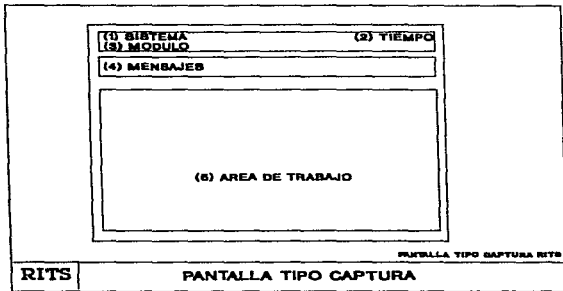 (1) SISTEMA (2) TIEMPO
(3) MODULO
(4) MENSAJES
(5) AREA DE TRABAJO
PANTALLA TIPO CAPTURA RITS
RITS PANTALLA TIPO CAPTURA